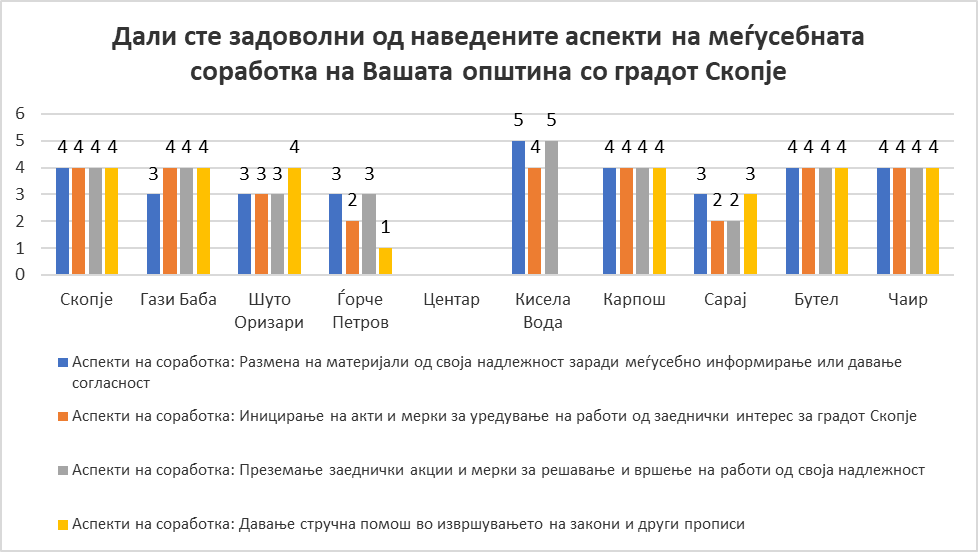 Дали сте задоволни од наведените аспекти на меѓусебната
соработка на Вашата општина со градот Скопје
6
5
4
3
2
1
0
4 4 4 4
3 4 4 4
3 3 3 4
3 2 3 1
5 4 5
4 4 4 4
3 2 2 3
4 4 4 4
4 4 4 4
Скопје Гази Баба Шуто Оризари Ѓорче Петров Центар Кисела Вода Карпош Сарај Бутел Чаир
Аспекти на соработка: Размена на материјали од своја надлежност заради меѓусебно информирање или давање
согласност
Аспекти на соработка: Иницирање на акти и мерки за уредување на работи од заеднички интерес за градот Скопје
Аспекти на соработка: Преземање заеднички акции и мерки за решавање и вршење на работи од своја надлежност
Аспекти на соработка: Давање стручна помош во извршувањето на закони и други прописи